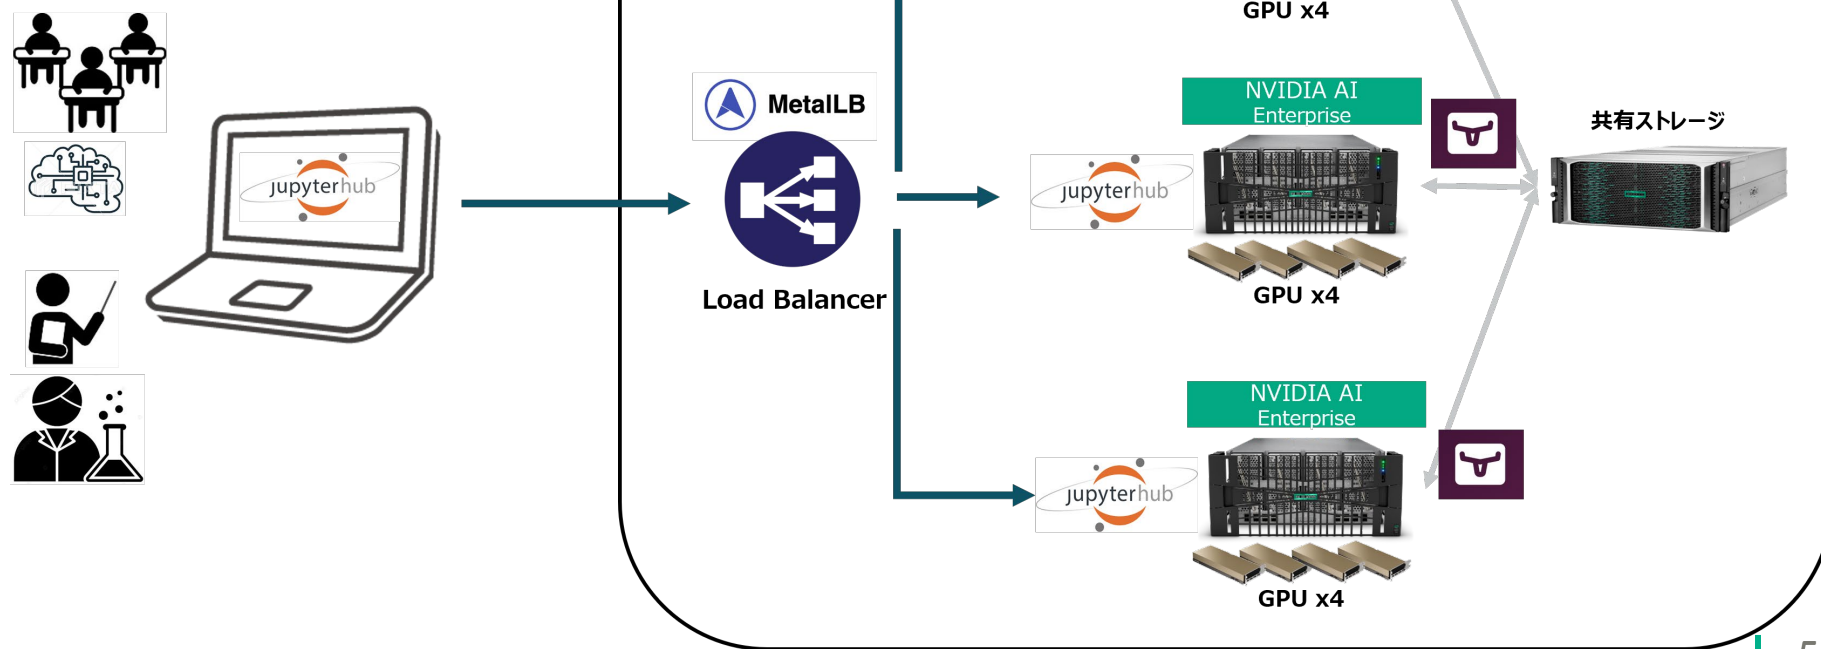 GPU x4
NVIDIA AI
Enterprise
MetalLB
共有ストレージ
jupyterhub
jupyterhub
Load Balancer
GPU x4
NVIDIA AI
Enterprise
jupyterhub
GPU x4